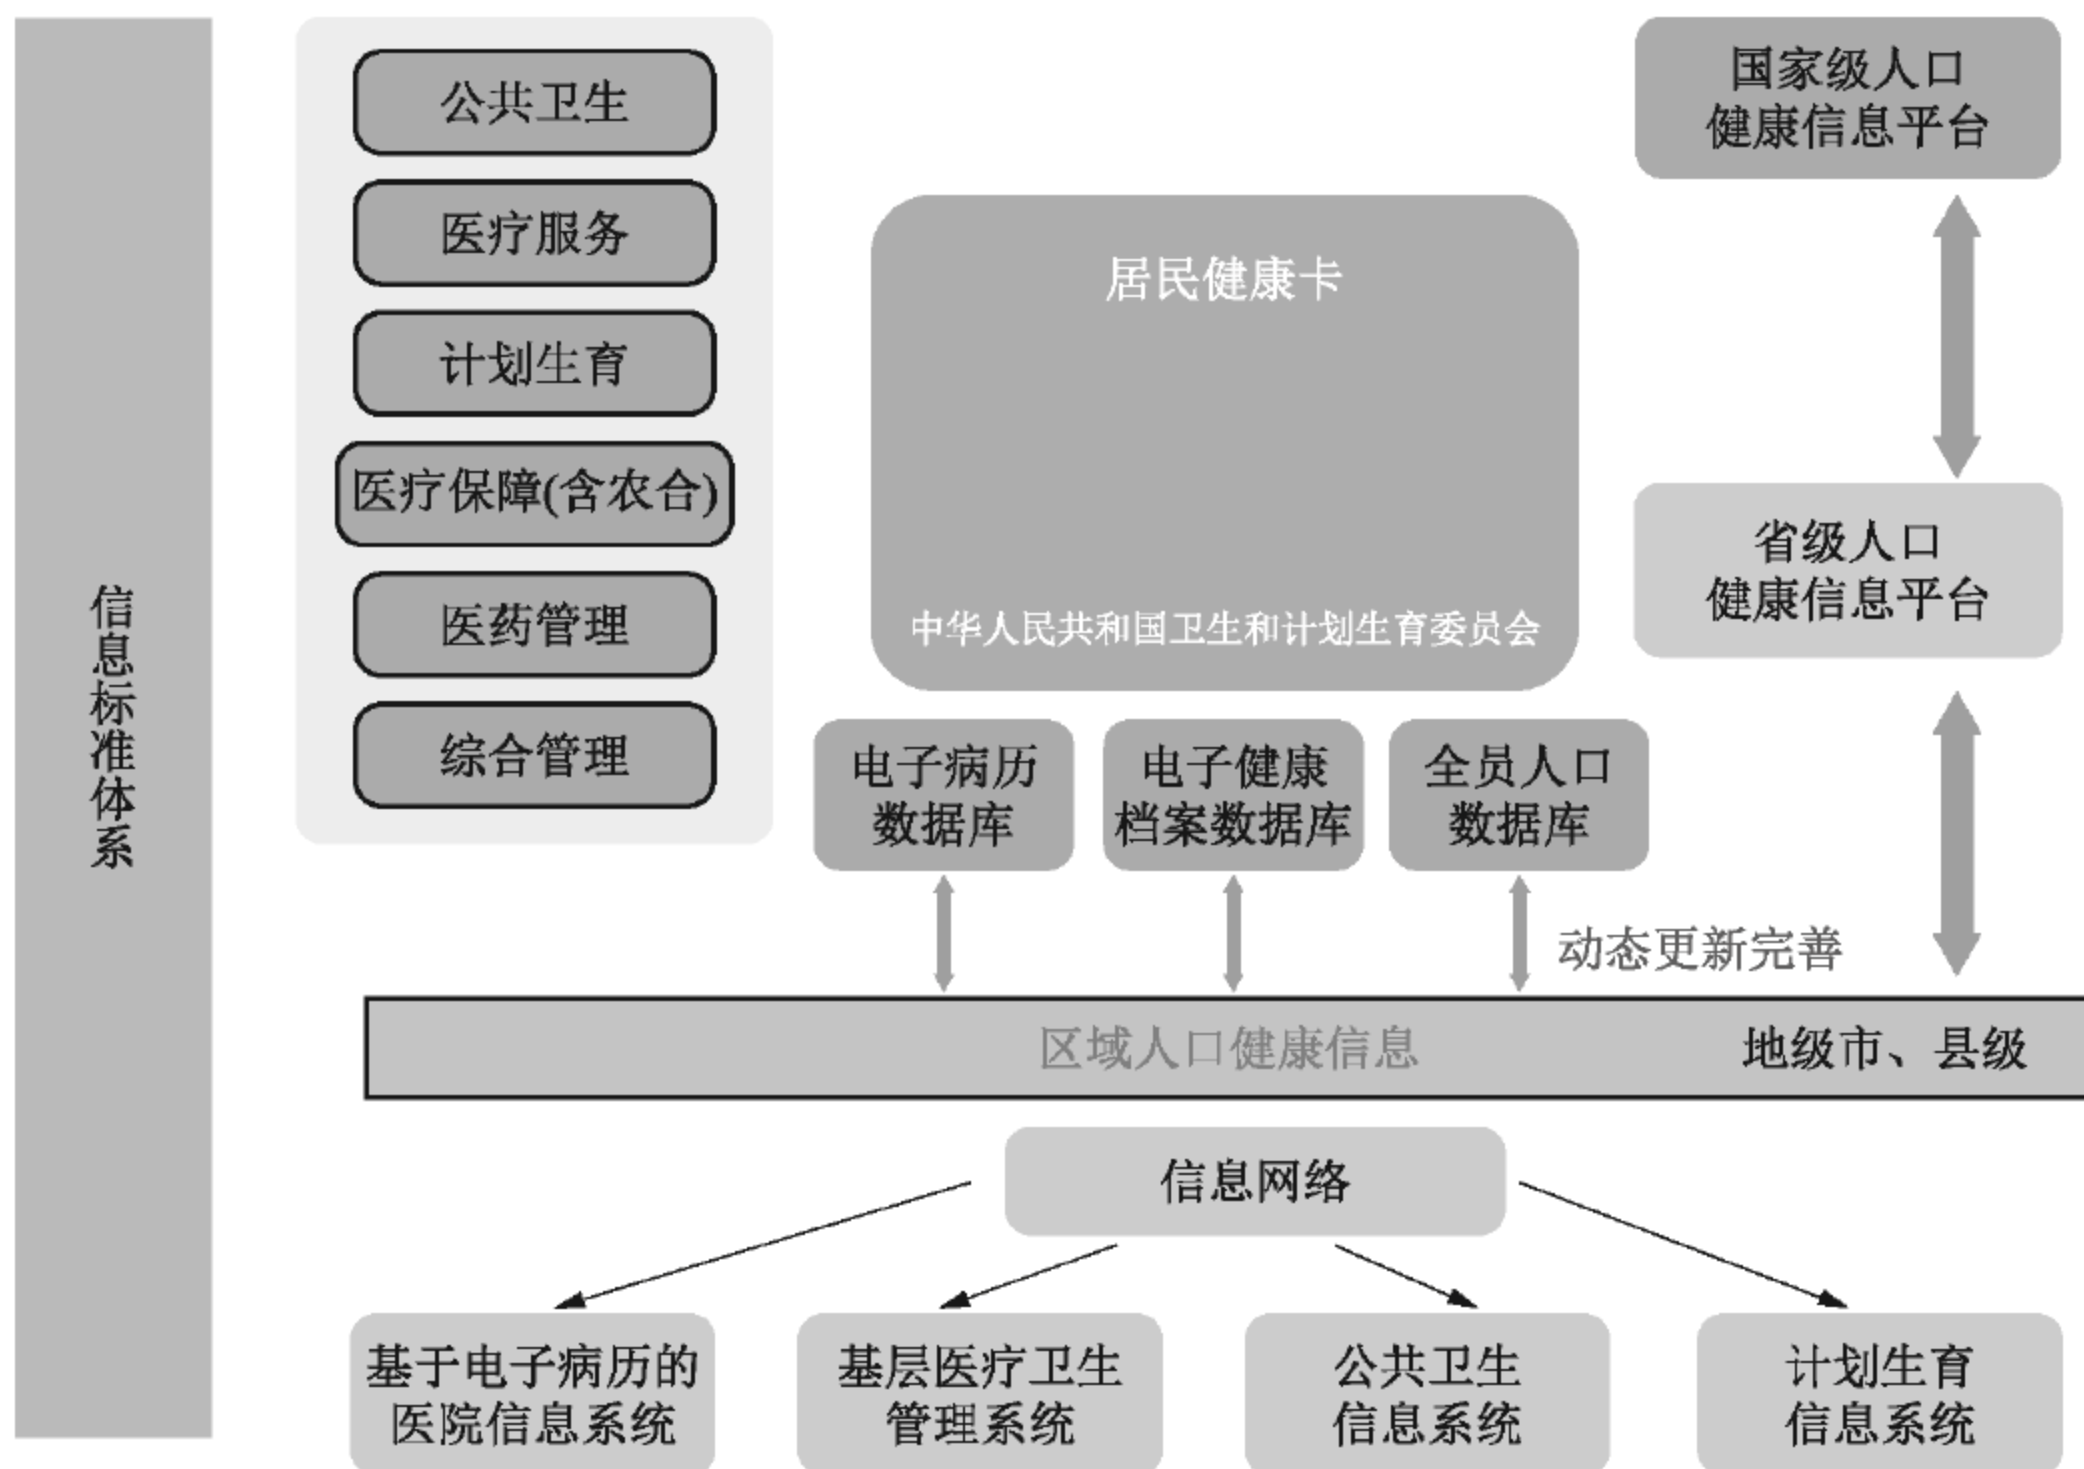 信息标准体系
公共卫生
医疗服务
计划生育
医疗保障(含农合)
医药管理
综合管理
居民健康卡
中华人民共和国卫生和计划生育委员会
国家级人口
健康信息平台
省级人口
健康信息平台
电子病历
数据库
电子健康
档案数据库
全员人口
数据库
动态更新完善
区域人口健康信息
地级市、县级
信息网络
基于电子病历的
医院信息系统
基层医疗卫生
管理系统
公共卫生
信息系统
计划生育
信息系统